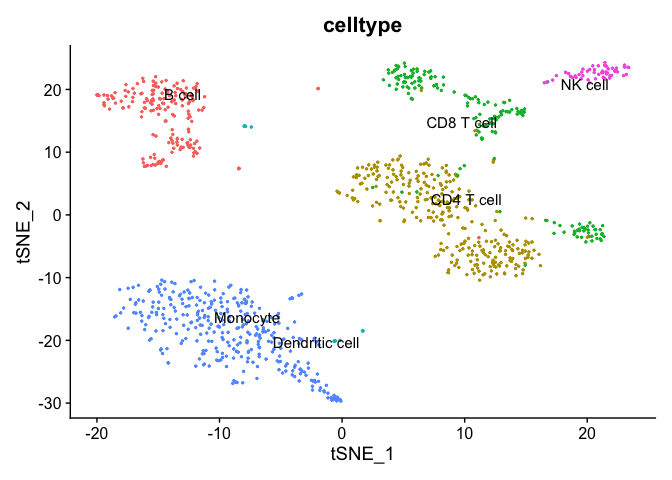 celltype
20
10
0
-10
-20
-30
tSNE_2
B cell
NK cell
CD8 T cell
CD4 T cell
Monocyte
Dendritic cell
-20
-10
0
10
20
tSNE_1